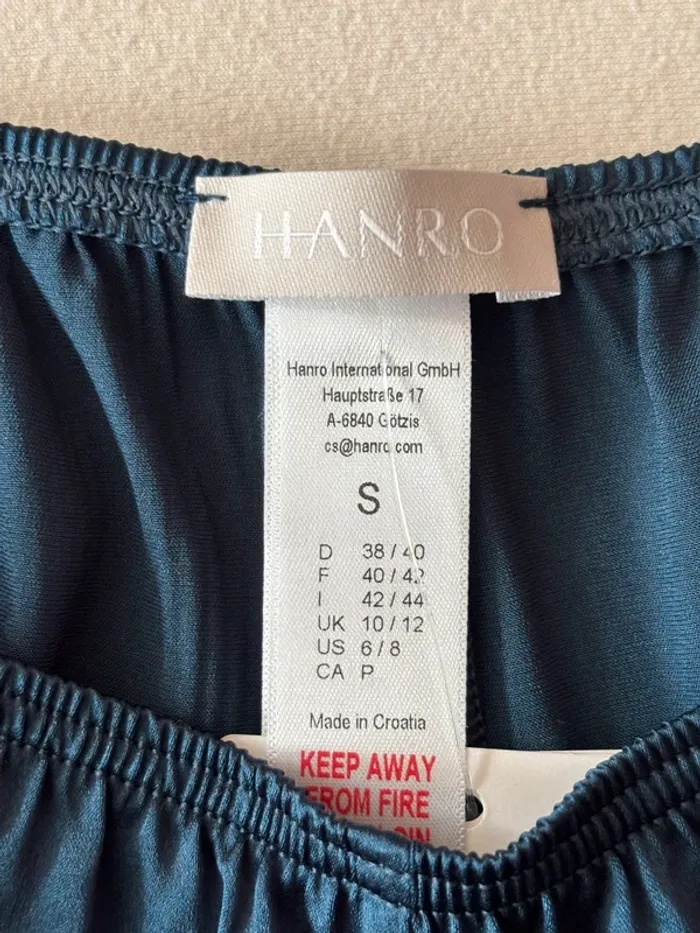 HANRO
Hanro International GmbH
Hauptstraße 17
A-6840 Götzis
cs@hanro.com
S
D 38 / 40
F 40 / 42
I 42 / 44
UK 10 / 12
US 6 / 8
CA P
Made in Croatia
KEEP AWAY
FROM FIRE